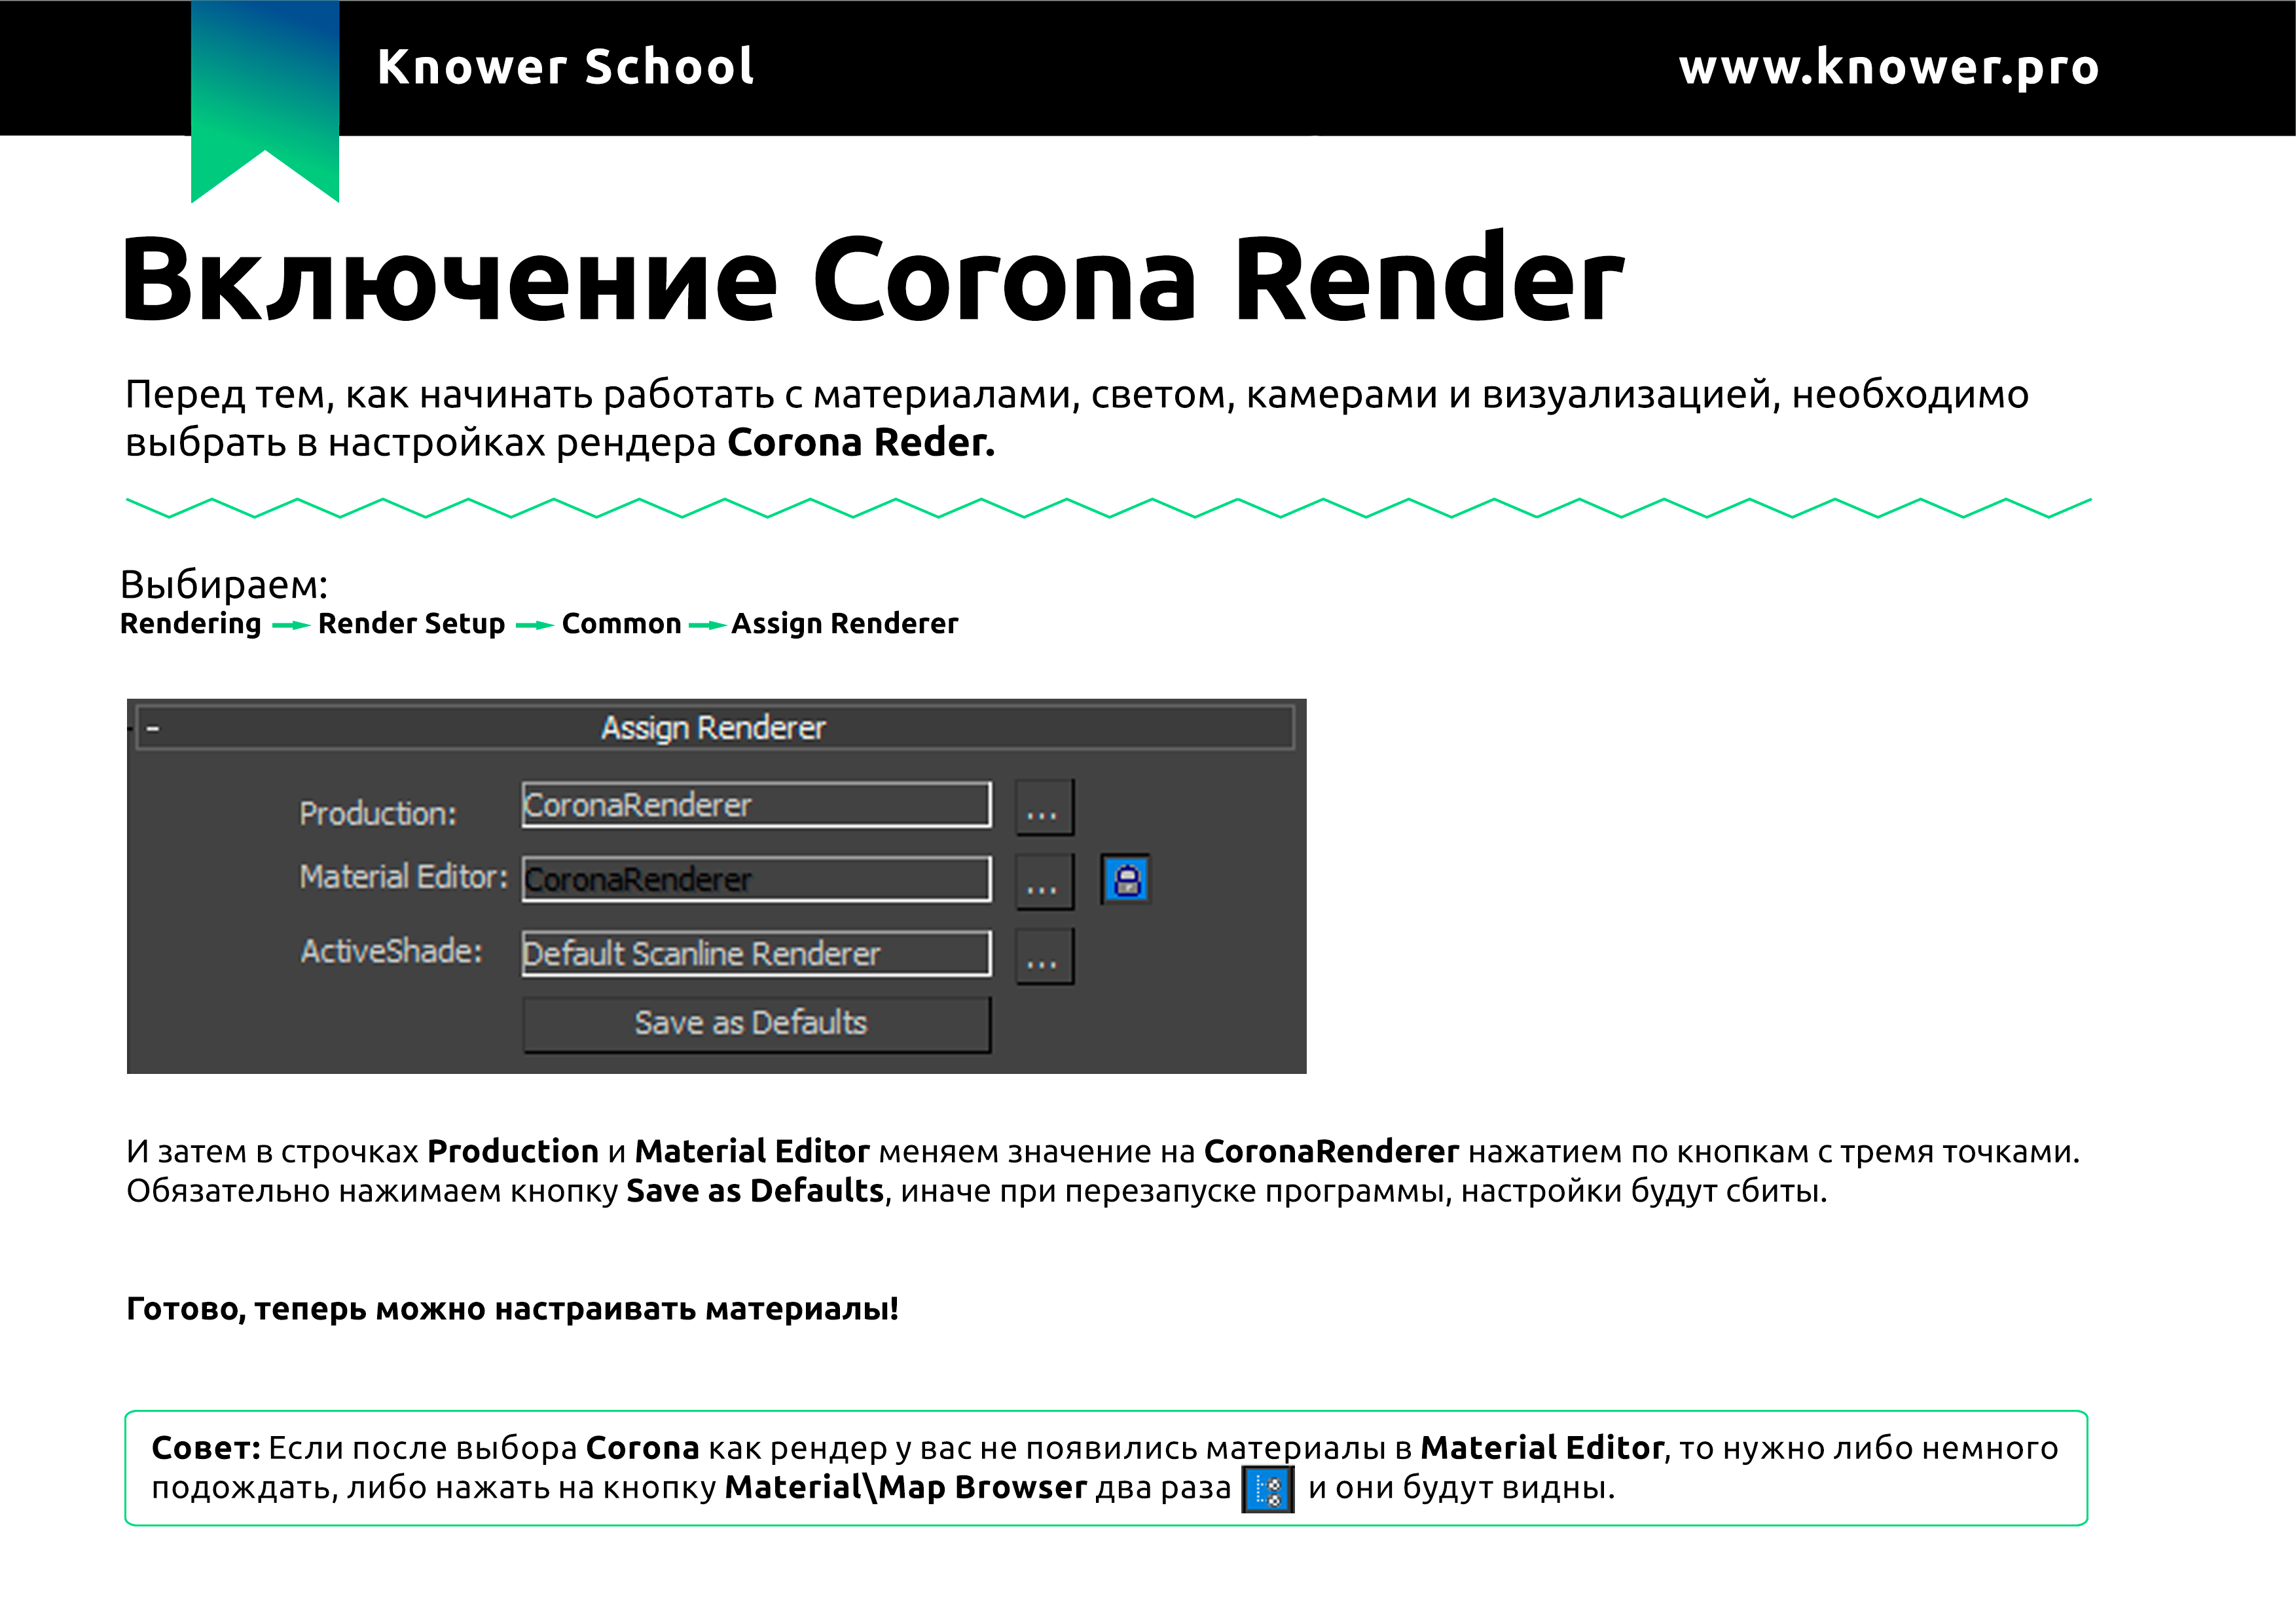 Knower School
www.knower.pro
Включение Corona Render
Перед тем, как начинать работать с материалами, светом, камерами и визуализацией, необходимо
выбрать в настройках рендера Corona Reder.
Выбираем:
Rendering → Render Setup → Common → Assign Renderer
- Assign Renderer
Production: CoronaRenderer ...
Material Editor: CoronaRenderer ...
ActiveShade: Default Scanline Renderer ...
Save as Defaults
И затем в строчках Production и Material Editor меняем значение на CoronaRenderer нажатием по кнопкам с тремя точками.
Обязательно нажимаем кнопку Save as Defaults, иначе при перезапуске программы, настройки будут сбиты.
Готово, теперь можно настраивать материалы!
Совет: Если после выбора Corona как рендер у вас не появились материалы в Material Editor, то нужно либо немного
подождать, либо нажать на кнопку Material\Map Browser два раза и они будут видны.